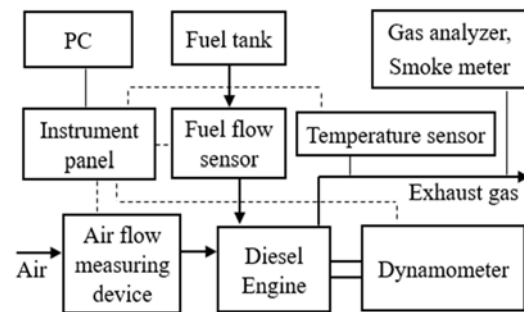 PC
Fuel tank
Gas analyzer,
Smoke meter
Instrument
panel
Fuel flow
sensor
Temperature sensor
Exhaust gas
Air
Air flow
measuring
device
Diesel
Engine
Dynamometer